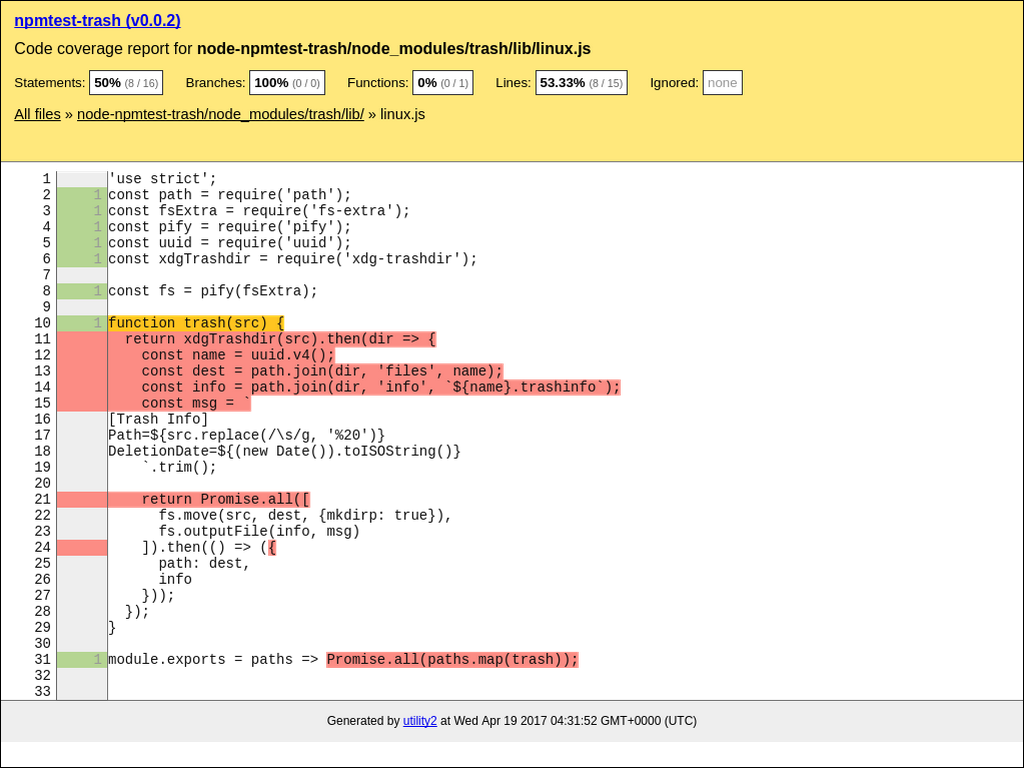 npmtest-trash (v0.0.2)
Code coverage report for node-npmtest-trash/node_modules/trash/lib/linux.js
Statements: 50% (8 / 16) Branches: 100% (0 / 0) Functions: 0% (0 / 1) Lines: 53.33% (8 / 15) Ignored: none
All files » node-npmtest-trash/node_modules/trash/lib/ » linux.js
1 'use strict';
2 1 const path = require('path');
3 1 const fsExtra = require('fs-extra');
4 1 const pify = require('pify');
5 1 const uuid = require('uuid');
6 1 const xdgTrashdir = require('xdg-trashdir');
7
8 1 const fs = pify(fsExtra);
9
10 1 function trash(src) {
11   return xdgTrashdir(src).then(dir => {
12     const name = uuid.v4();
13     const dest = path.join(dir, 'files', name);
14     const info = path.join(dir, 'info', `${name}.trashinfo`);
15     const msg = `
16 [Trash Info]
17 Path=${src.replace(/\s/g, '%20')}
18 DeletionDate=${(new Date()).toISOString()}
19     `.trim();
20
21     return Promise.all([
22       fs.move(src, dest, {mkdirp: true}),
23       fs.outputFile(info, msg)
24     ]).then(() => ({
25       path: dest,
26       info
27     }));
28   });
29 }
30
31 1 module.exports = paths => Promise.all(paths.map(trash));
32
33
Generated by utility2 at Wed Apr 19 2017 04:31:52 GMT+0000 (UTC)